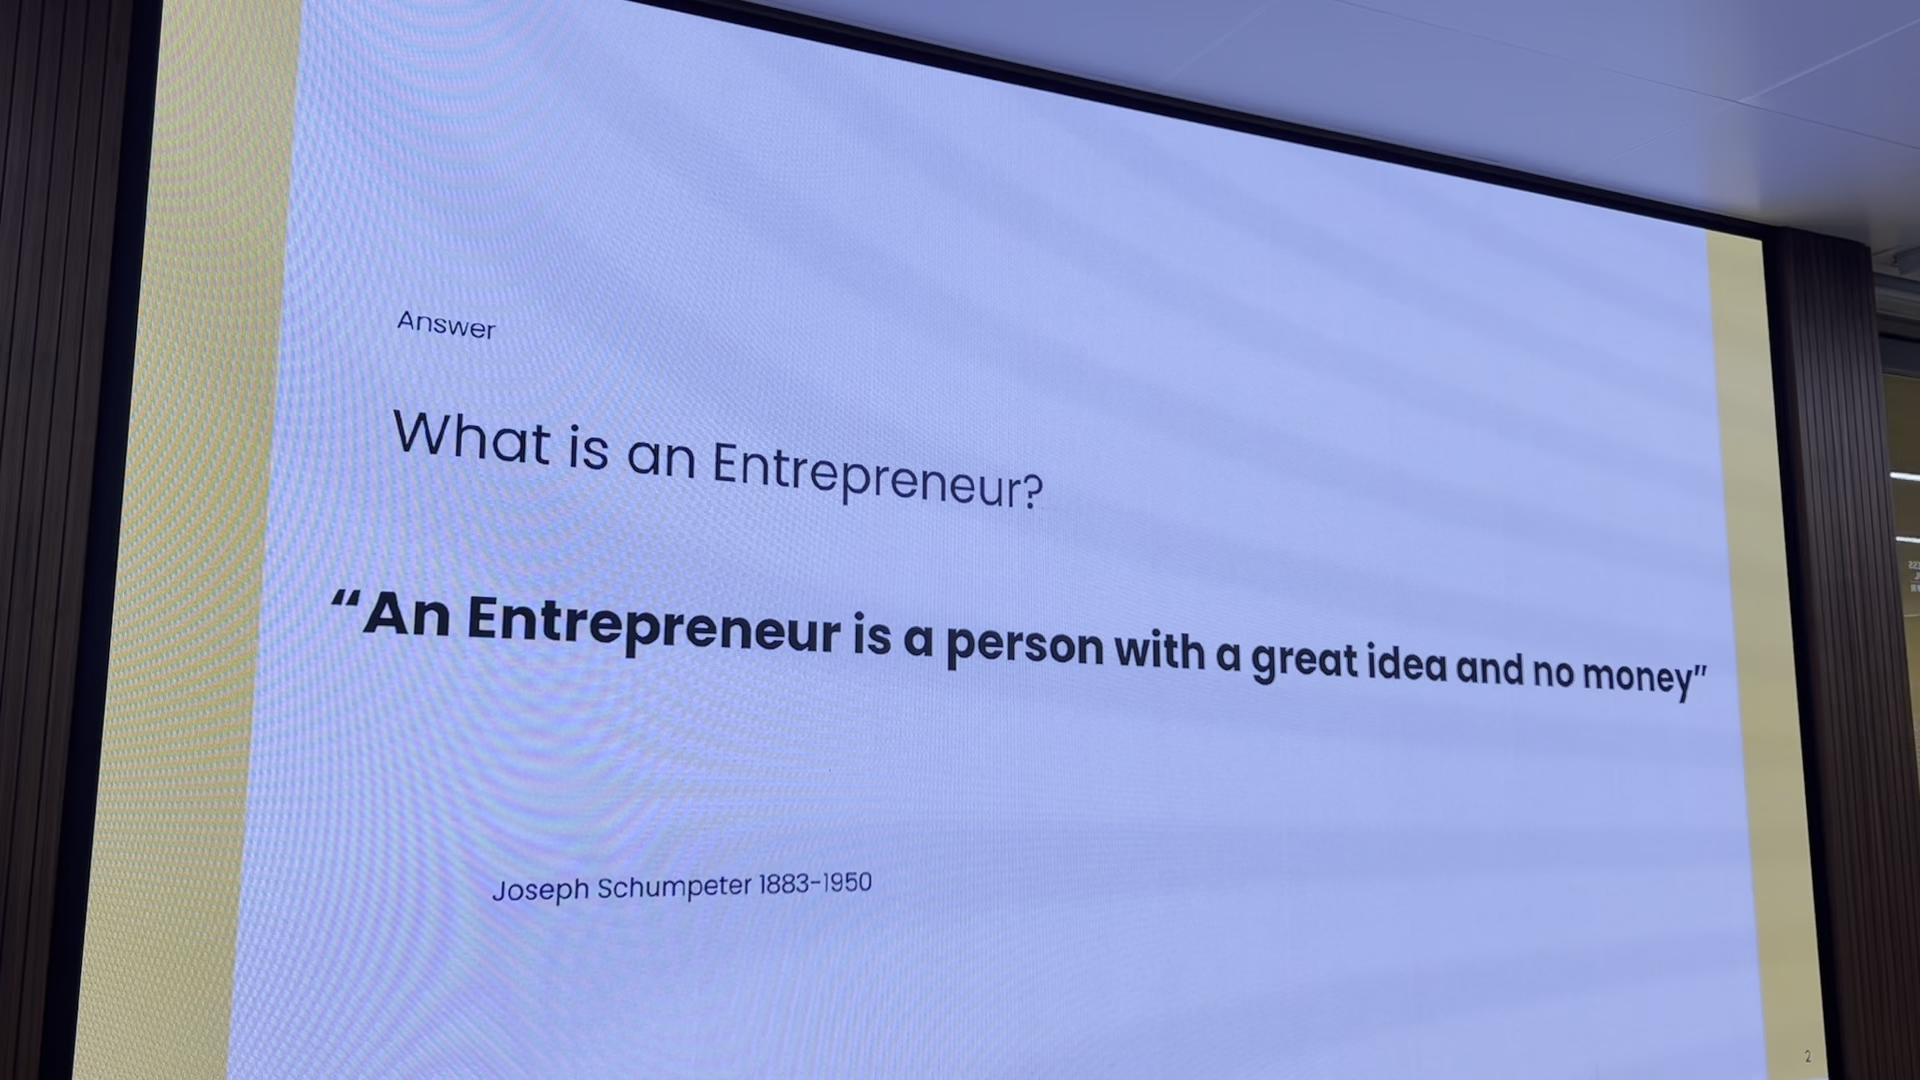 Answer
What is an Entrepreneur?
“An Entrepreneur is a person with a great idea and no money”
Joseph Schumpeter 1883-1950
2